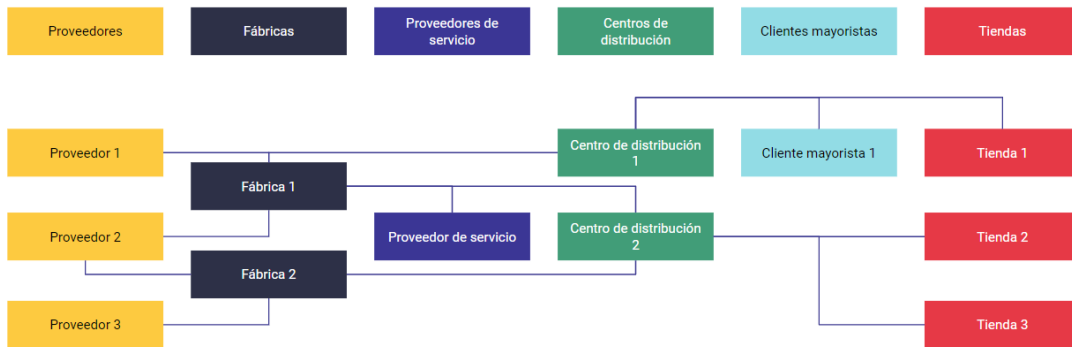 Proveedores
Fábricas
Proveedores de
servicio
Centros de
distribución
Clientes mayoristas
Tiendas
Proveedor 1
Centro de distribución
1
Cliente mayorista 1
Tienda 1
Fábrica 1
Proveedor 2
Proveedor de servicio
Centro de distribución
2
Tienda 2
Fábrica 2
Proveedor 3
Tienda 3